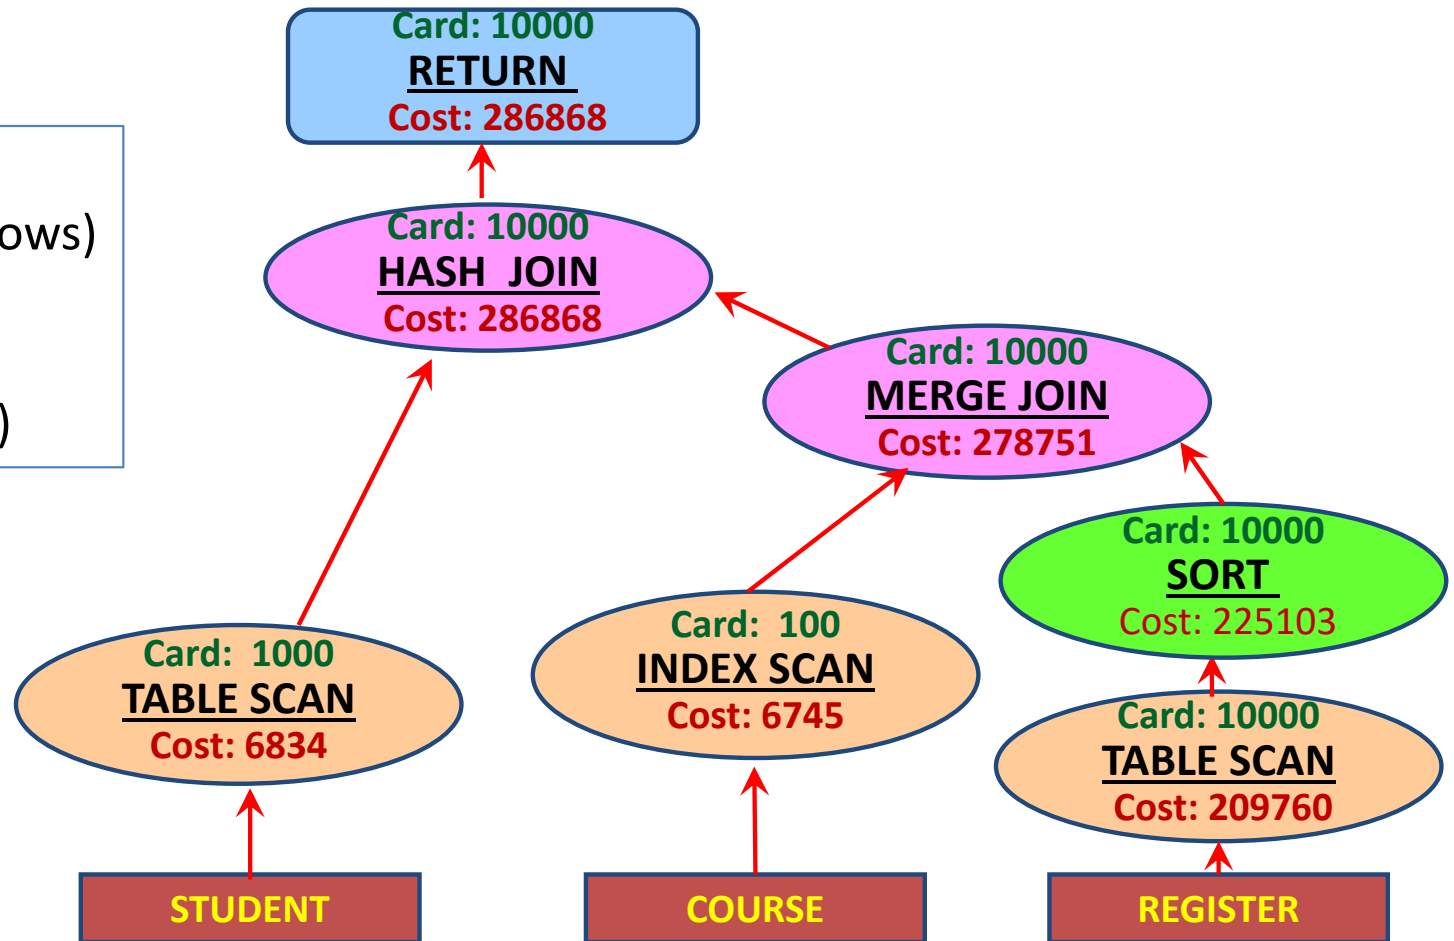 Card: 10000
RETURN
Cost: 286868
Card: 10000
HASH JOIN
Cost: 286868
Card: 10000
MERGE JOIN
Cost: 278751
Card: 10000
SORT
Cost: 225103
Card: 1000
TABLE SCAN
Cost: 6834
Card: 100
INDEX SCAN
Cost: 6745
Card: 10000
TABLE SCAN
Cost: 209760
STUDENT
COURSE
REGISTER